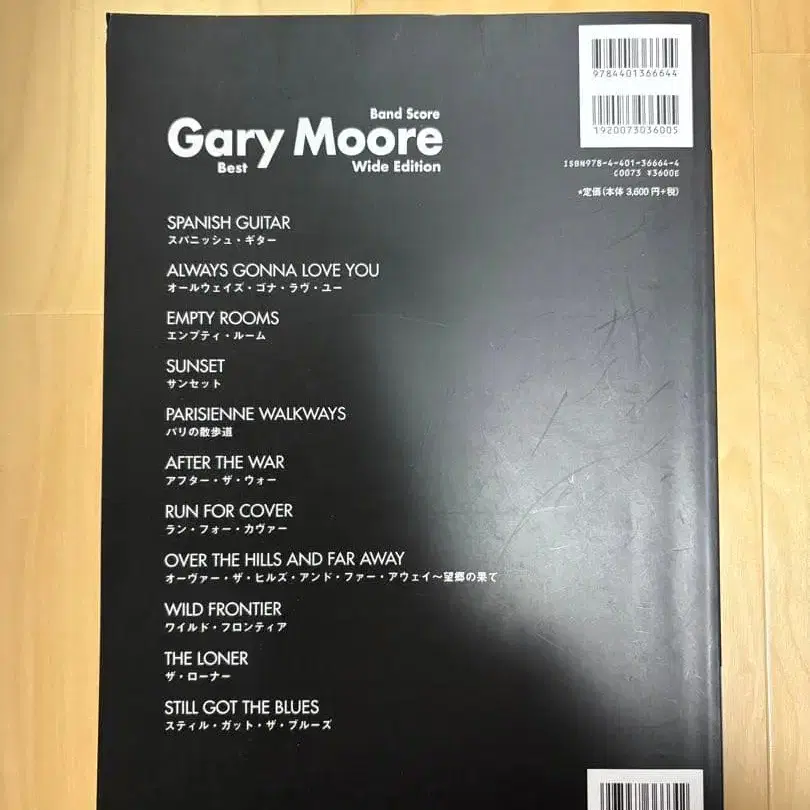 9784401366644
1920073036005
ISBN978-4-401-36664-4
C0073 ¥3600E
*定価(本体 3,600 円+税)
Band Score
Gary Moore
Best Wide Edition
SPANISH GUITAR
スパニッシュ・ギター
ALWAYS GONNA LOVE YOU
オールウェイズ・ゴナ・ラヴ・ユー
EMPTY ROOMS
エンプティ・ルーム
SUNSET
サンセット
PARISIENNE WALKWAYS
パリの散歩道
AFTER THE WAR
アフター・ザ・ウォー
RUN FOR COVER
ラン・フォー・カヴァー
OVER THE HILLS AND FAR AWAY
オーヴァー・ザ・ヒルズ・アンド・ファー・アウェイ〜望郷の果て
WILD FRONTIER
ワイルド・フロンティア
THE LONER
ザ・ローナー
STILL GOT THE BLUES
スティル・ガット・ザ・ブルーズ